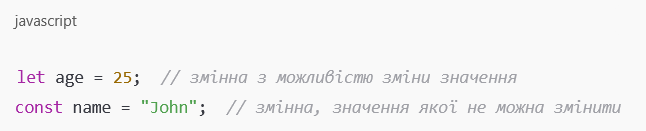 javascript
let age = 25;  // змінна з можливістю зміни значення
const name = "John";  // змінна, значення якої не можна змінити